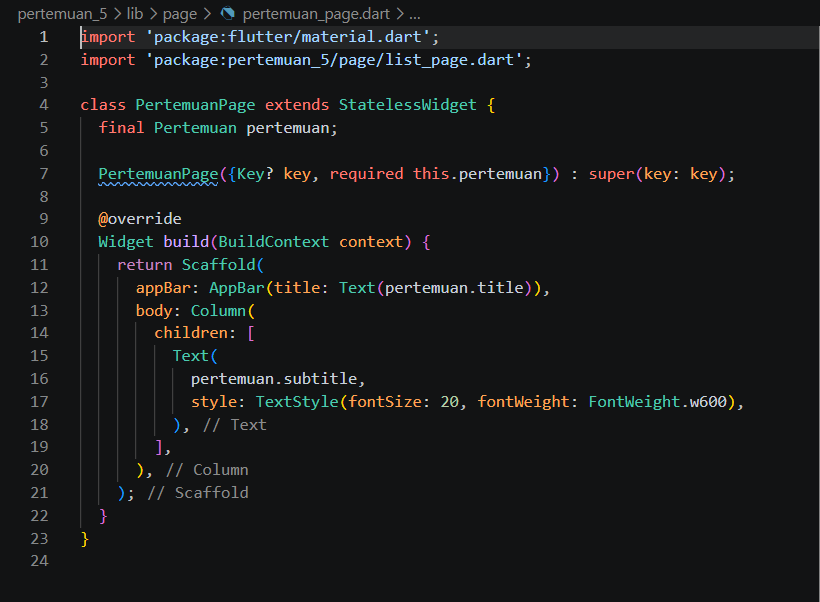 pertemuan_5 > lib > page > pertemuan_page.dart > ...
1 import 'package:flutter/material.dart';
2 import 'package:pertemuan_5/page/list_page.dart';
3
4 class PertemuanPage extends StatelessWidget {
5   final Pertemuan pertemuan;
6
7   PertemuanPage({Key? key, required this.pertemuan}) : super(key: key);
8
9   @override
10   Widget build(BuildContext context) {
11     return Scaffold(
12       appBar: AppBar(title: Text(pertemuan.title)),
13       body: Column(
14         children: [
15           Text(
16             pertemuan.subtitle,
17             style: TextStyle(fontSize: 20, fontWeight: FontWeight.w600),
18           ), // Text
19         ],
20       ), // Column
21     ); // Scaffold
22   }
23 }
24